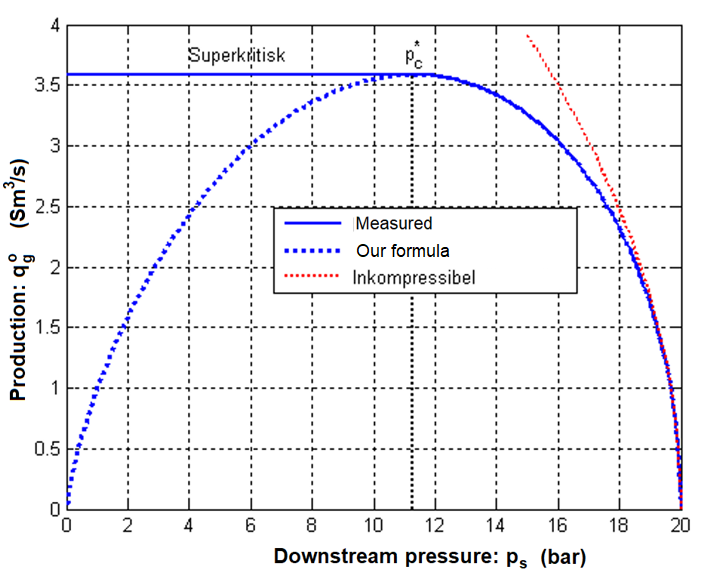 4
3.5
3
2.5
2
1.5
1
0.5
0
Superkritisk
p*c
Measured
Our formula
Inkompressibel
0 2 4 6 8 10 12 14 16 18 20
Production: qog (Sm3/s)
Downstream pressure: ps (bar)